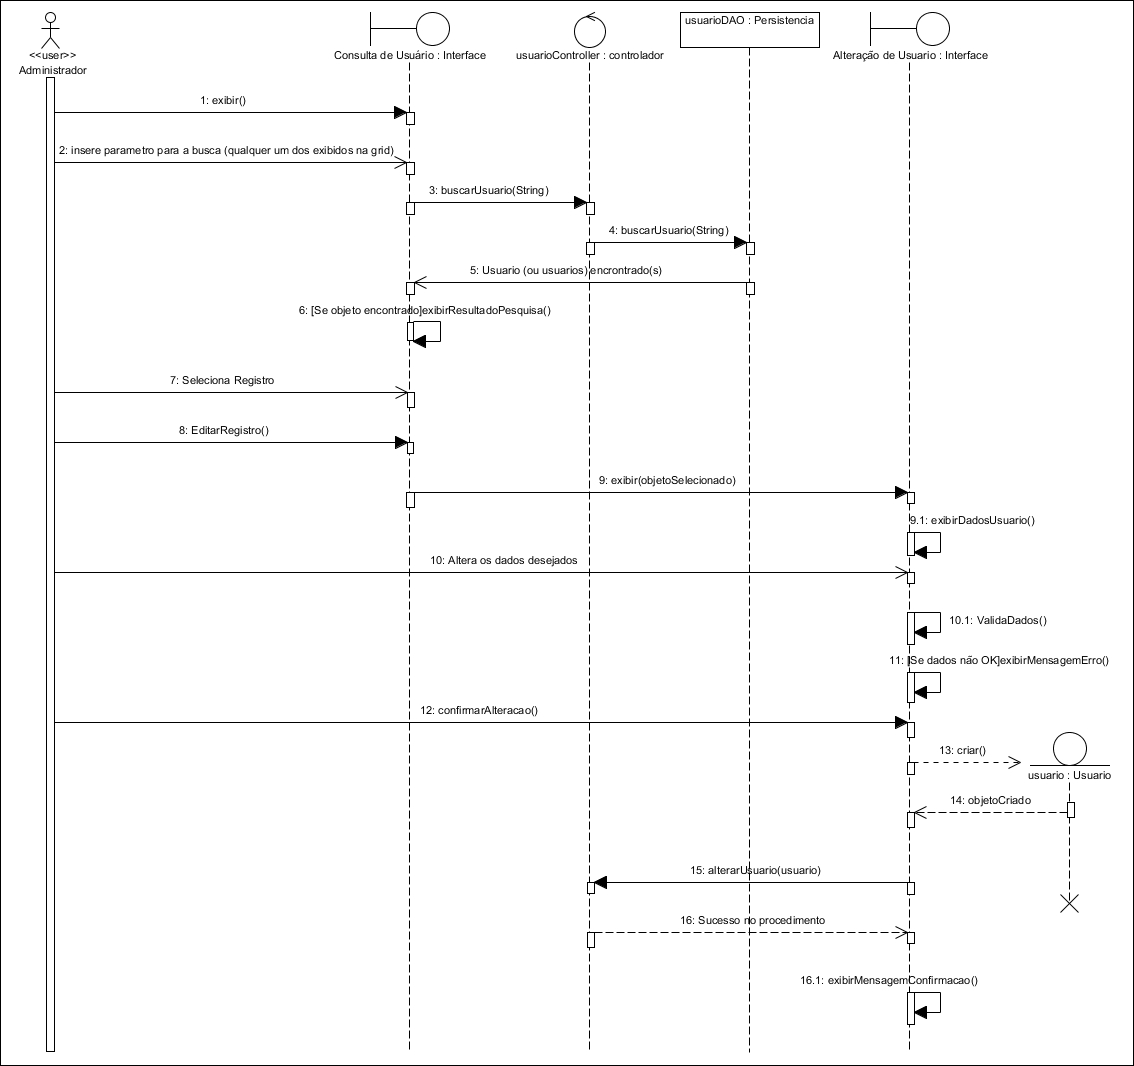 <<user>>
Administrador
Consulta de Usuário : Interface
usuarioController : controlador
usuarioDAO : Persistencia
Alteração de Usuario : Interface
1: exibir()
2: insere parametro para a busca (qualquer um dos exibidos na grid)
3: buscarUsuario(String)
4: buscarUsuario(String)
5: Usuario (ou usuarios) encrontrado(s)
6: [Se objeto encontrado]exibirResultadoPesquisa()
7: Seleciona Registro
8: EditarRegistro()
9: exibir(objetoSelecionado)
9.1: exibirDadosUsuario()
10: Altera os dados desejados
10.1: ValidaDados()
11: [Se dados não OK]exibirMensagemErro()
12: confirmarAlteracao()
13: criar()
usuario : Usuario
14: objetoCriado
15: alterarUsuario(usuario)
16: Sucesso no procedimento
16.1: exibirMensagemConfirmacao()